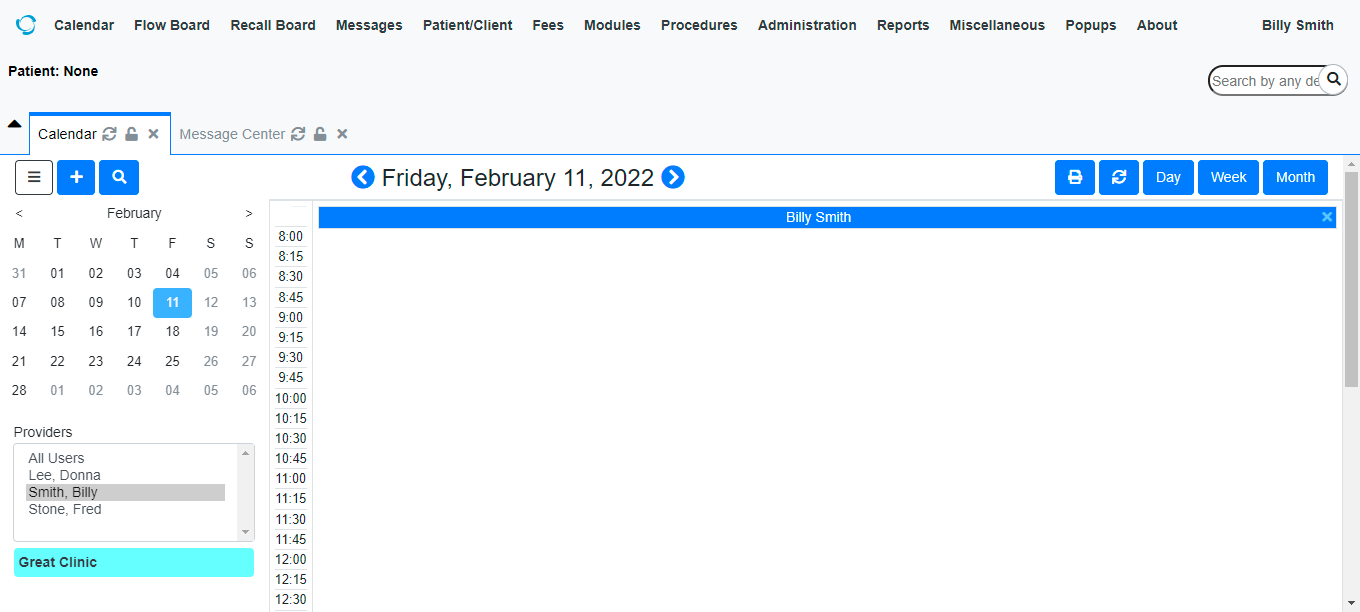 Calendar Flow Board Recall Board Messages Patient/Client Fees Modules Procedures Administration Reports Miscellaneous Popups About Billy Smith
Patient: None
Search by any de
Calendar Message Center
Friday, February 11, 2022 Day Week Month
< February >
M T W T F S S
31 01 02 03 04 05 06
07 08 09 10 11 12 13
14 15 16 17 18 19 20
21 22 23 24 25 26 27
28 01 02 03 04 05 06
Providers
All Users
Lee, Donna
Smith, Billy
Stone, Fred
Great Clinic
Billy Smith
8:00
8:15
8:30
8:45
9:00
9:15
9:30
9:45
10:00
10:15
10:30
10:45
11:00
11:15
11:30
11:45
12:00
12:15
12:30